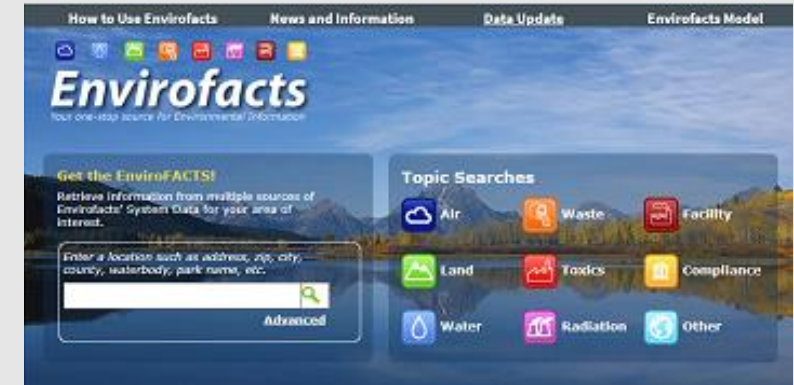 How to Use Envirofacts News and Information Data Update Envirofacts Model
Envirofacts
Your one-stop source for Environmental Information
Get the EnviroFACTS!
Retrieve information from multiple sources of
Envirofacts' System Data for your area of
interest.
Enter a location such as address, zip, city,
county, waterbody, park name, etc.
Advanced
Topic Searches
Air Waste Facility
Land Toxics Compliance
Water Radiation Other